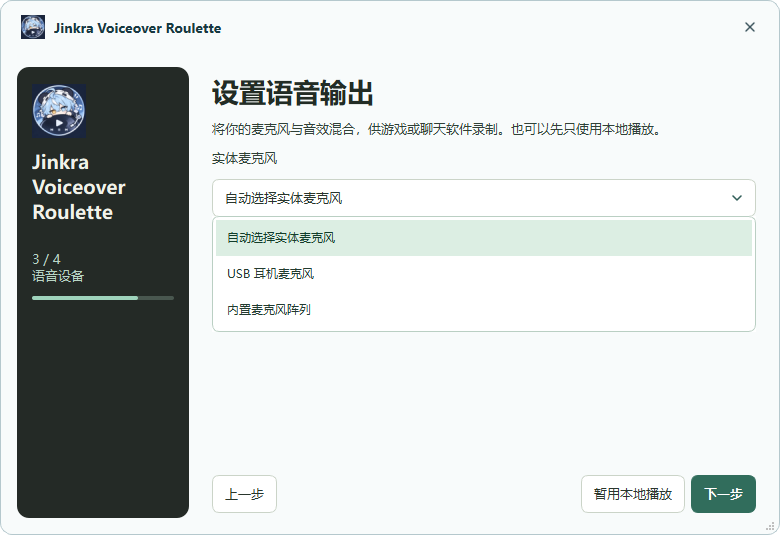 Jinkra Voiceover Roulette
Jinkra
Voiceover
Roulette
3 / 4
语音设备
设置语音输出
将你的麦克风与音效混合，供游戏或聊天软件录制。也可以先只使用本地播放。
实体麦克风
自动选择实体麦克风
自动选择实体麦克风
USB 耳机麦克风
内置麦克风阵列
上一步
暂用本地播放
下一步